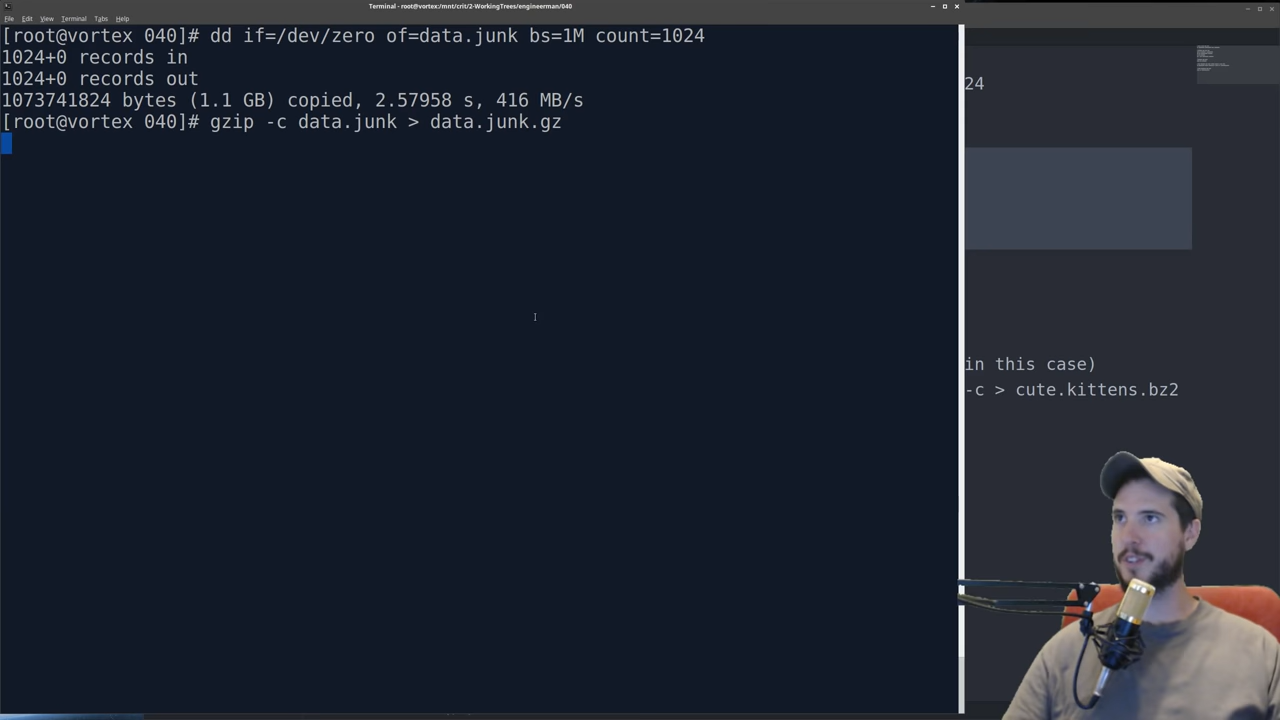 Terminal - root@vortex:/mnt/crit/2-WorkingTrees/engineerman/040
File Edit View Terminal Tabs Help
[root@vortex 040]# dd if=/dev/zero of=data.junk bs=1M count=1024
1024+0 records in
1024+0 records out
1073741824 bytes (1.1 GB) copied, 2.57958 s, 416 MB/s
[root@vortex 040]# gzip -c data.junk > data.junk.gz
24
in this case)
-c > cute.kittens.bz2